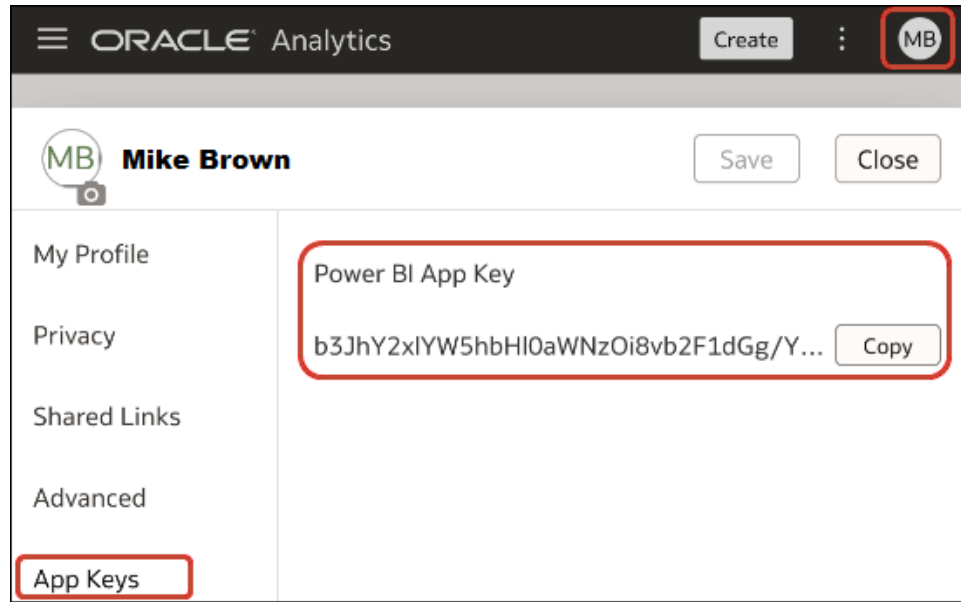 ORACLE Analytics Create MB
MB Mike Brown Save Close
My Profile
Power BI App Key
Privacy
b3JhY2xlYW5hbHl0aWNzOi8vb2F1dGg/Y... Copy
Shared Links
Advanced
App Keys